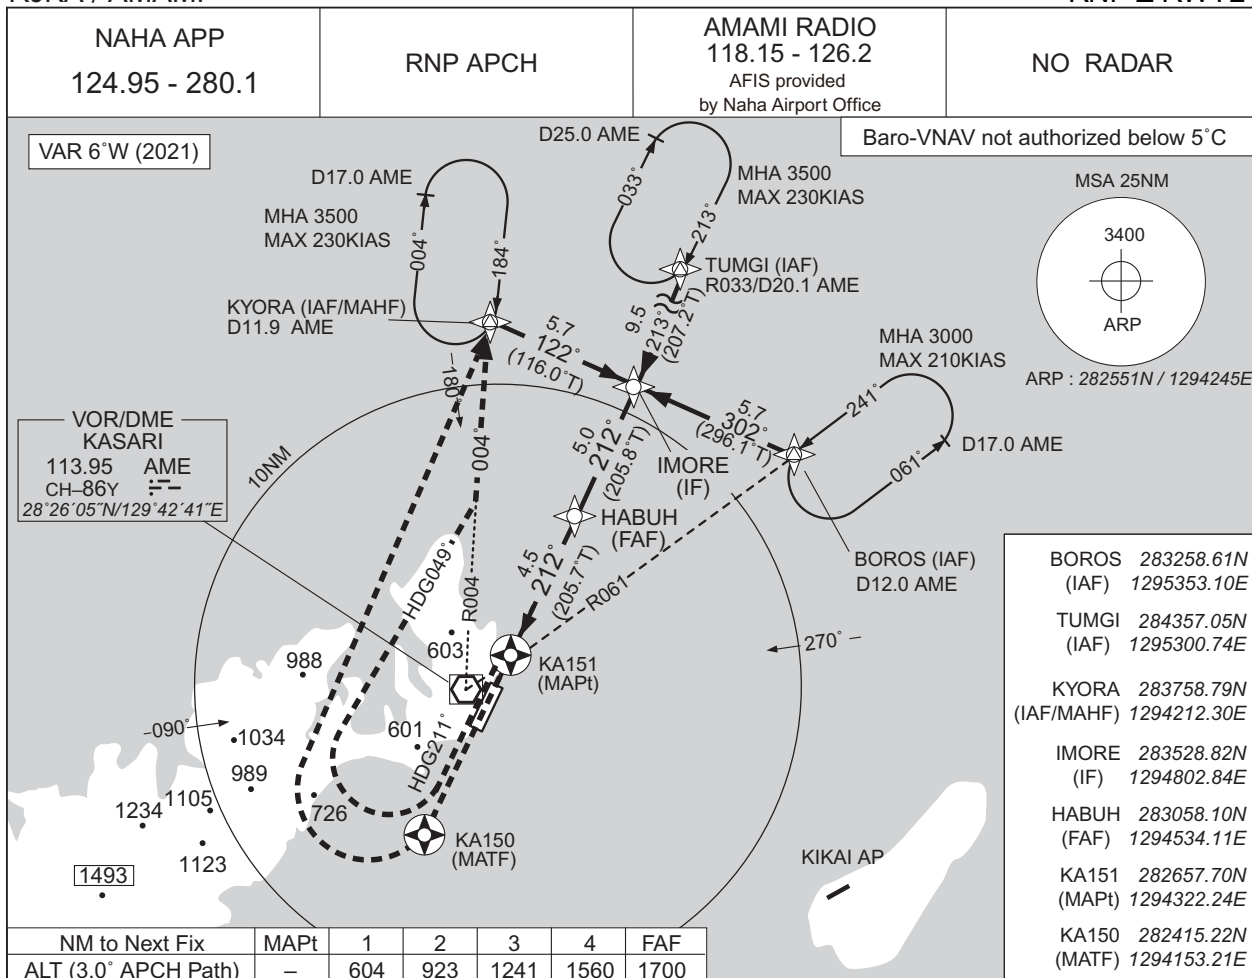 NAHA APP
124.95 - 280.1
RNP APCH
AMAMI RADIO
118.15 - 126.2
AFIS provided
by Naha Airport Office
NO RADAR
VAR 6˚W (2021)
Baro-VNAV not authorized below 5˚C
D25.0 AME
D17.0 AME
MHA 3500
MAX 230KIAS
033˚
213˚
MHA 3500
MAX 230KIAS
004˚
184˚
MSA 25NM
3400
ARP
ARP : 282551N / 1294245E
TUMGI (IAF)
R033/D20.1 AME
KYORA (IAF/MAHF)
D11.9 AME
9.5
213˚
(207.2˚T)
5.7
122˚
(116.0˚T)
MHA 3000
MAX 210KIAS
241˚
061˚
D17.0 AME
5.7
302˚
(296.1˚T)
–180˚
VOR/DME
KASARI
113.95 AME
CH–86Y
28˚26´05˝N/129˚42´41˝E
10NM
004˚
5.0
212˚
(205.8˚T)
IMORE
(IF)
HABUH
(FAF)
BOROS (IAF)
D12.0 AME
HDG049˚
R004
4.5
212˚
(205.7˚T)
R061
270˚ –
603
KA151
(MAPt)
988
–090˚
1034
601
HDG211˚
989
1105
1234
726
1123
1493
KA150
(MATF)
KIKAI AP
BOROS 283258.61N
(IAF) 1295353.10E
TUMGI 284357.05N
(IAF) 1295300.74E
KYORA 283758.79N
(IAF/MAHF) 1294212.30E
IMORE 283528.82N
(IF) 1294802.84E
HABUH 283058.10N
(FAF) 1294534.11E
KA151 282657.70N
(MAPt) 1294322.24E
KA150 282415.22N
(MATF) 1294153.21E
NM to Next Fix MAPt 1 2 3 4 FAF
ALT (3.0˚ APCH Path) – 604 923 1241 1560 1700